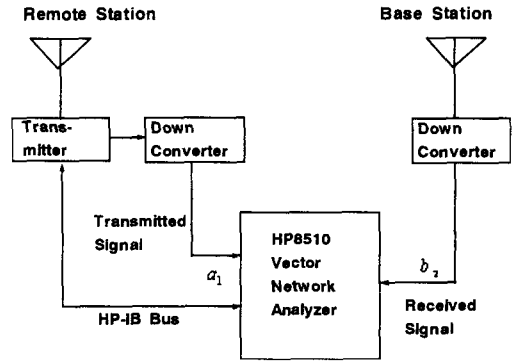 Remote Station
Base Station
Trans-
mitter
Down
Converter
Down
Converter
Transmitted
Signal
a₁
HP8510
Vector
Network
Analyzer
b₂
Received
Signal
HP-IB Bus